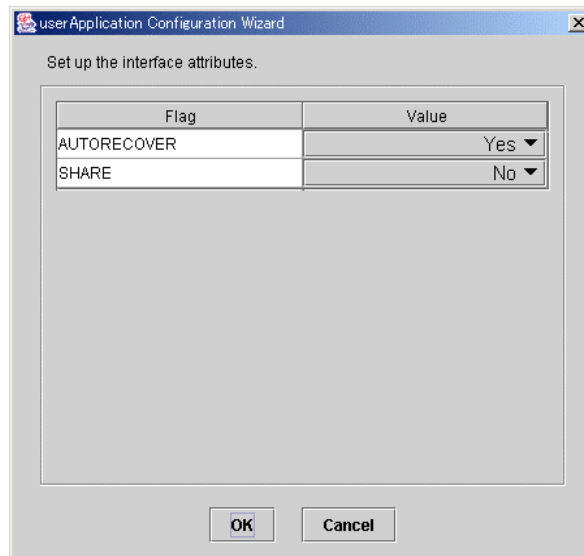 userApplication Configuration Wizard
Set up the interface attributes.
Flag Value
AUTORECOVER Yes
SHARE No
OK Cancel